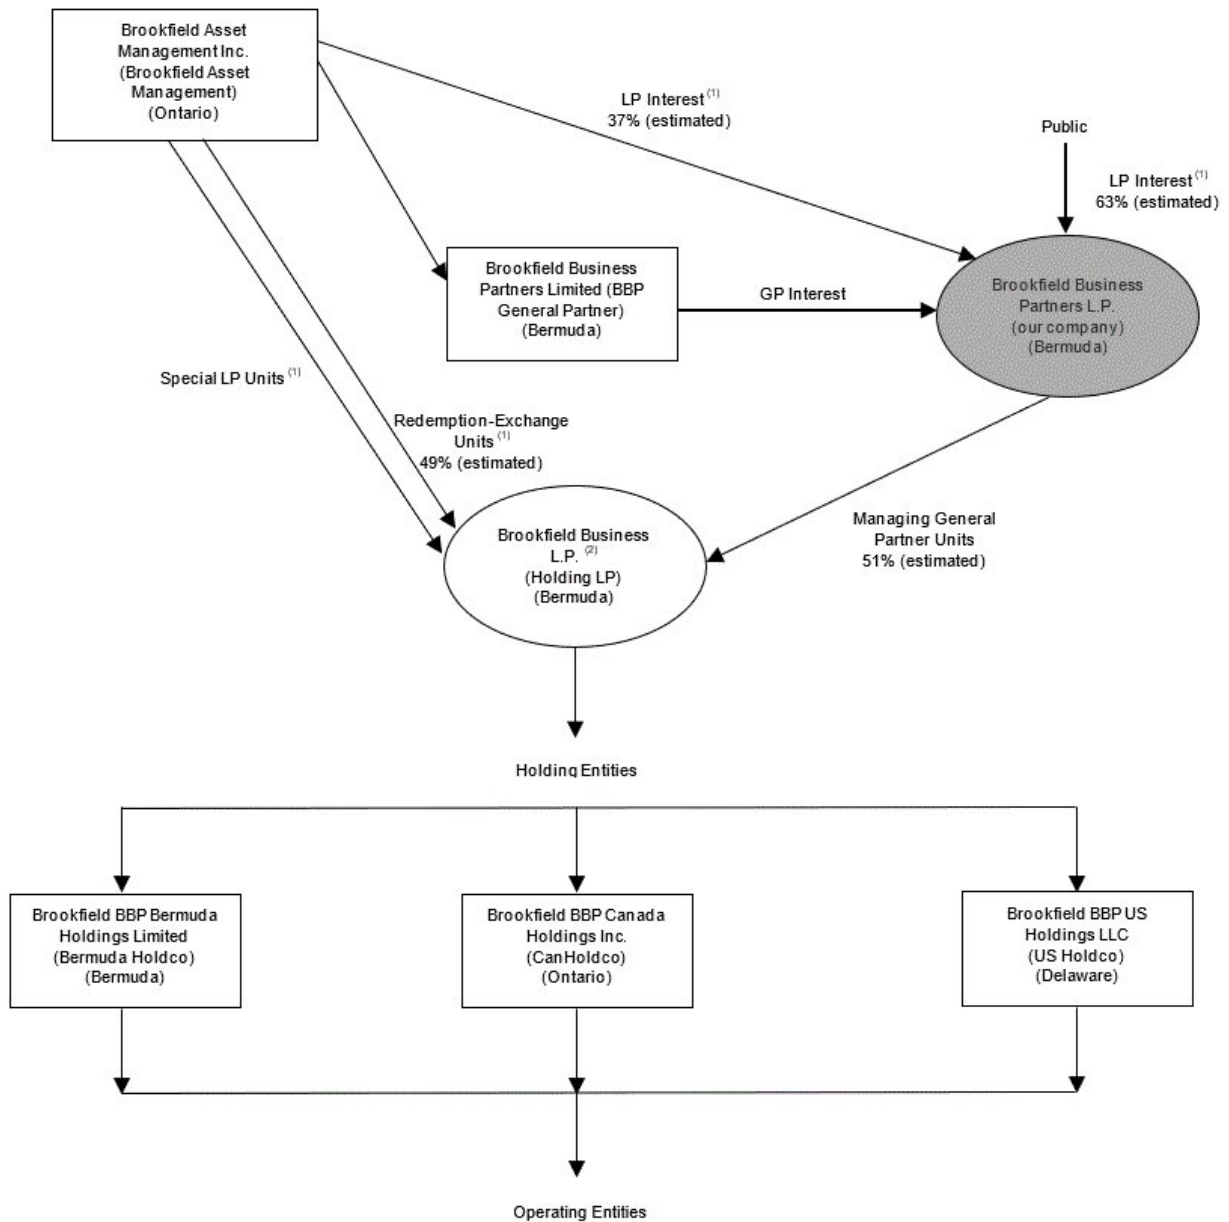 Brookfield Asset
Management Inc.
(Brookfield Asset
Management)
(Ontario)
LP Interest (1)
37% (estimated)
Public
LP Interest (1)
63% (estimated)
Brookfield Business
Partners Limited (BBP
General Partner)
(Bermuda)
GP Interest
Brookfield Business
Partners L.P.
(our company)
(Bermuda)
Special LP Units (1)
Redemption-Exchange
Units (1)
49% (estimated)
Managing General
Partner Units
51% (estimated)
Brookfield Business
L.P. (2)
(Holding LP)
(Bermuda)
Holding Entities
Brookfield BBP Bermuda
Holdings Limited
(Bermuda Holdco)
(Bermuda)
Brookfield BBP Canada
Holdings Inc.
(CanHoldco)
(Ontario)
Brookfield BBP US
Holdings LLC
(US Holdco)
(Delaware)
Operating Entities